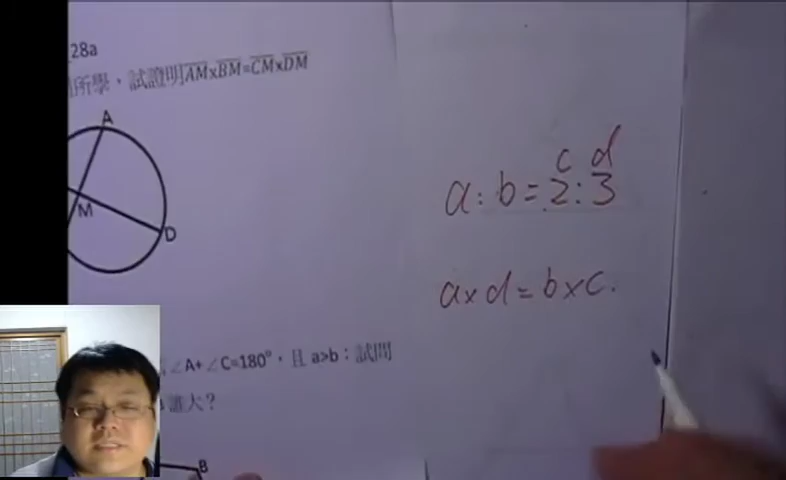 28a
所學，試證明AM×BM=CM×DM
A
M
D
c d
a:b=2:3
a×d=b×c.
∠A+∠C=180°，且 a>b：試問
誰大？
B